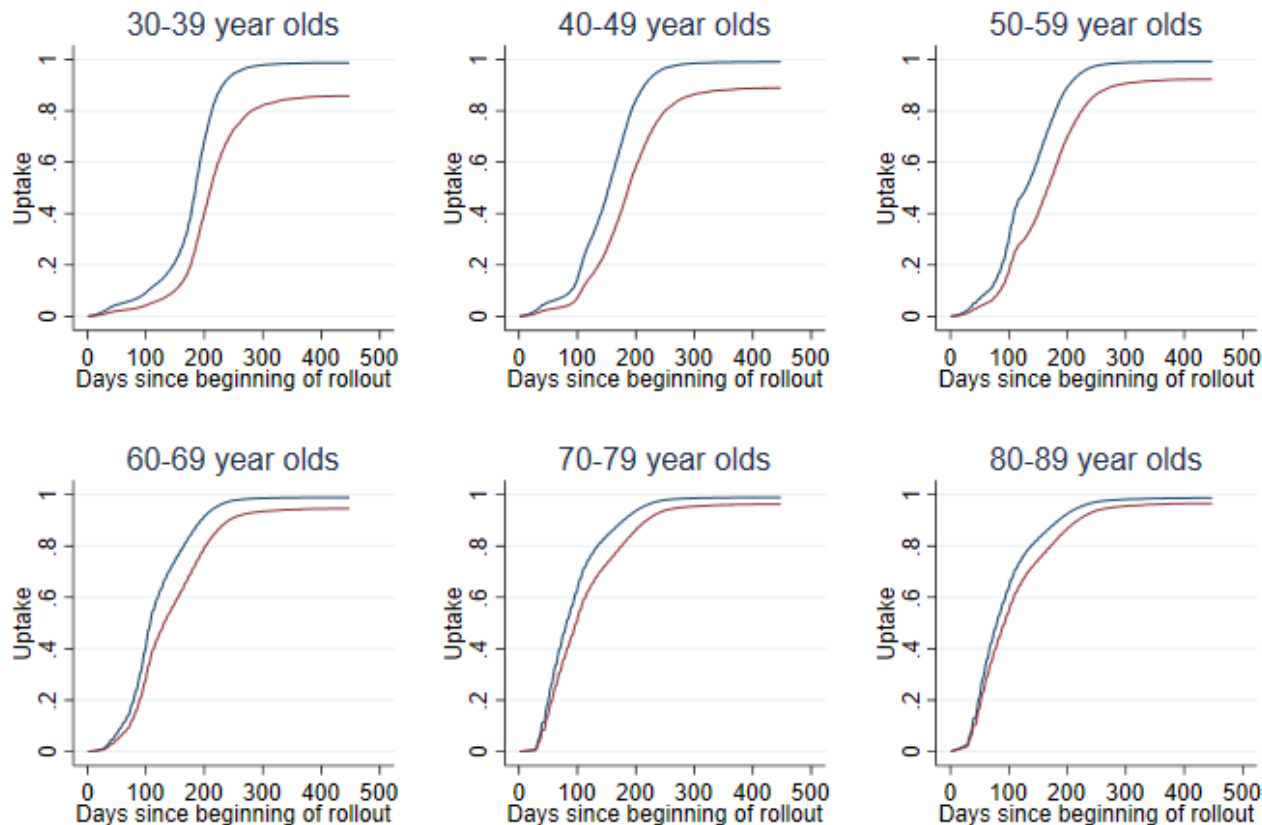 30-39 year olds
40-49 year olds
50-59 year olds
Uptake
0 .2 .4 .6 .8 1
Uptake
0 .2 .4 .6 .8 1
Uptake
0 .2 .4 .6 .8 1
0 100 200 300 400 500
0 100 200 300 400 500
0 100 200 300 400 500
Days since beginning of rollout
Days since beginning of rollout
Days since beginning of rollout
60-69 year olds
70-79 year olds
80-89 year olds
Uptake
0 .2 .4 .6 .8 1
Uptake
0 .2 .4 .6 .8 1
Uptake
0 .2 .4 .6 .8 1
0 100 200 300 400 500
0 100 200 300 400 500
0 100 200 300 400 500
Days since beginning of rollout
Days since beginning of rollout
Days since beginning of rollout